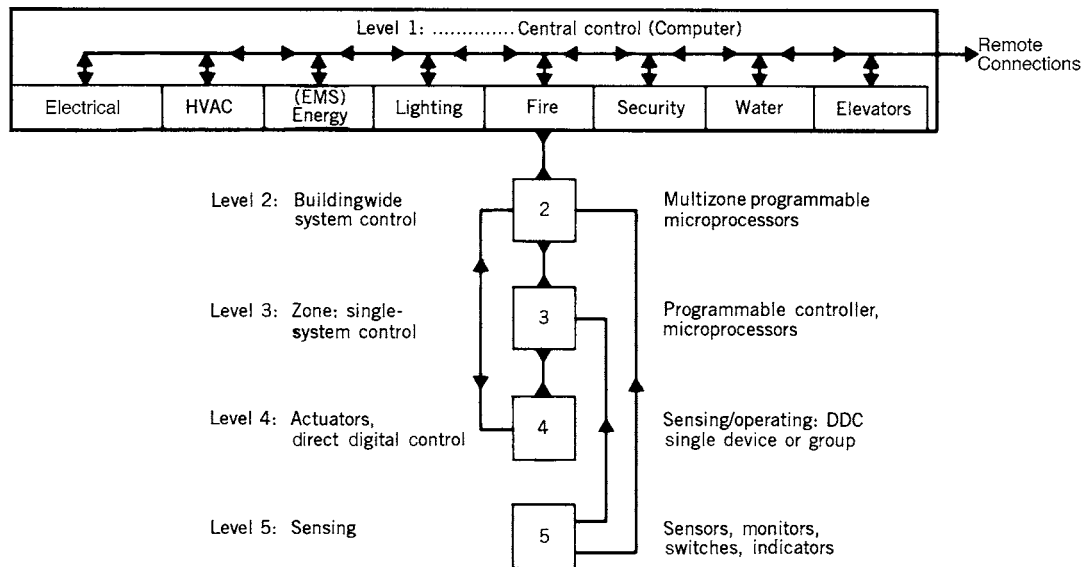 Level 1: .............. Central control (Computer)
Remote
Connections
Electrical
HVAC
(EMS)
Energy
Lighting
Fire
Security
Water
Elevators
Level 2: Buildingwide
system control
2
Multizone programmable
microprocessors
Level 3: Zone: single-
system control
3
Programmable controller,
microprocessors
Level 4: Actuators,
direct digital control
4
Sensing/operating: DDC
single device or group
Level 5: Sensing
5
Sensors, monitors,
switches, indicators